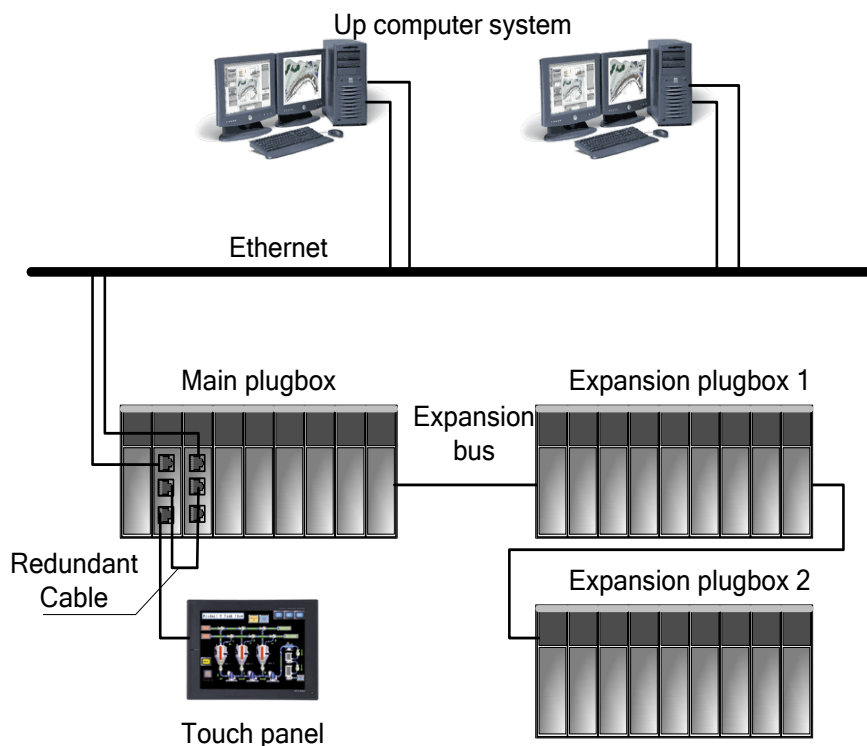 Up computer system
Ethernet
Main plugbox
Expansion plugbox 1
Expansion
bus
Redundant
Cable
Expansion plugbox 2
Touch panel